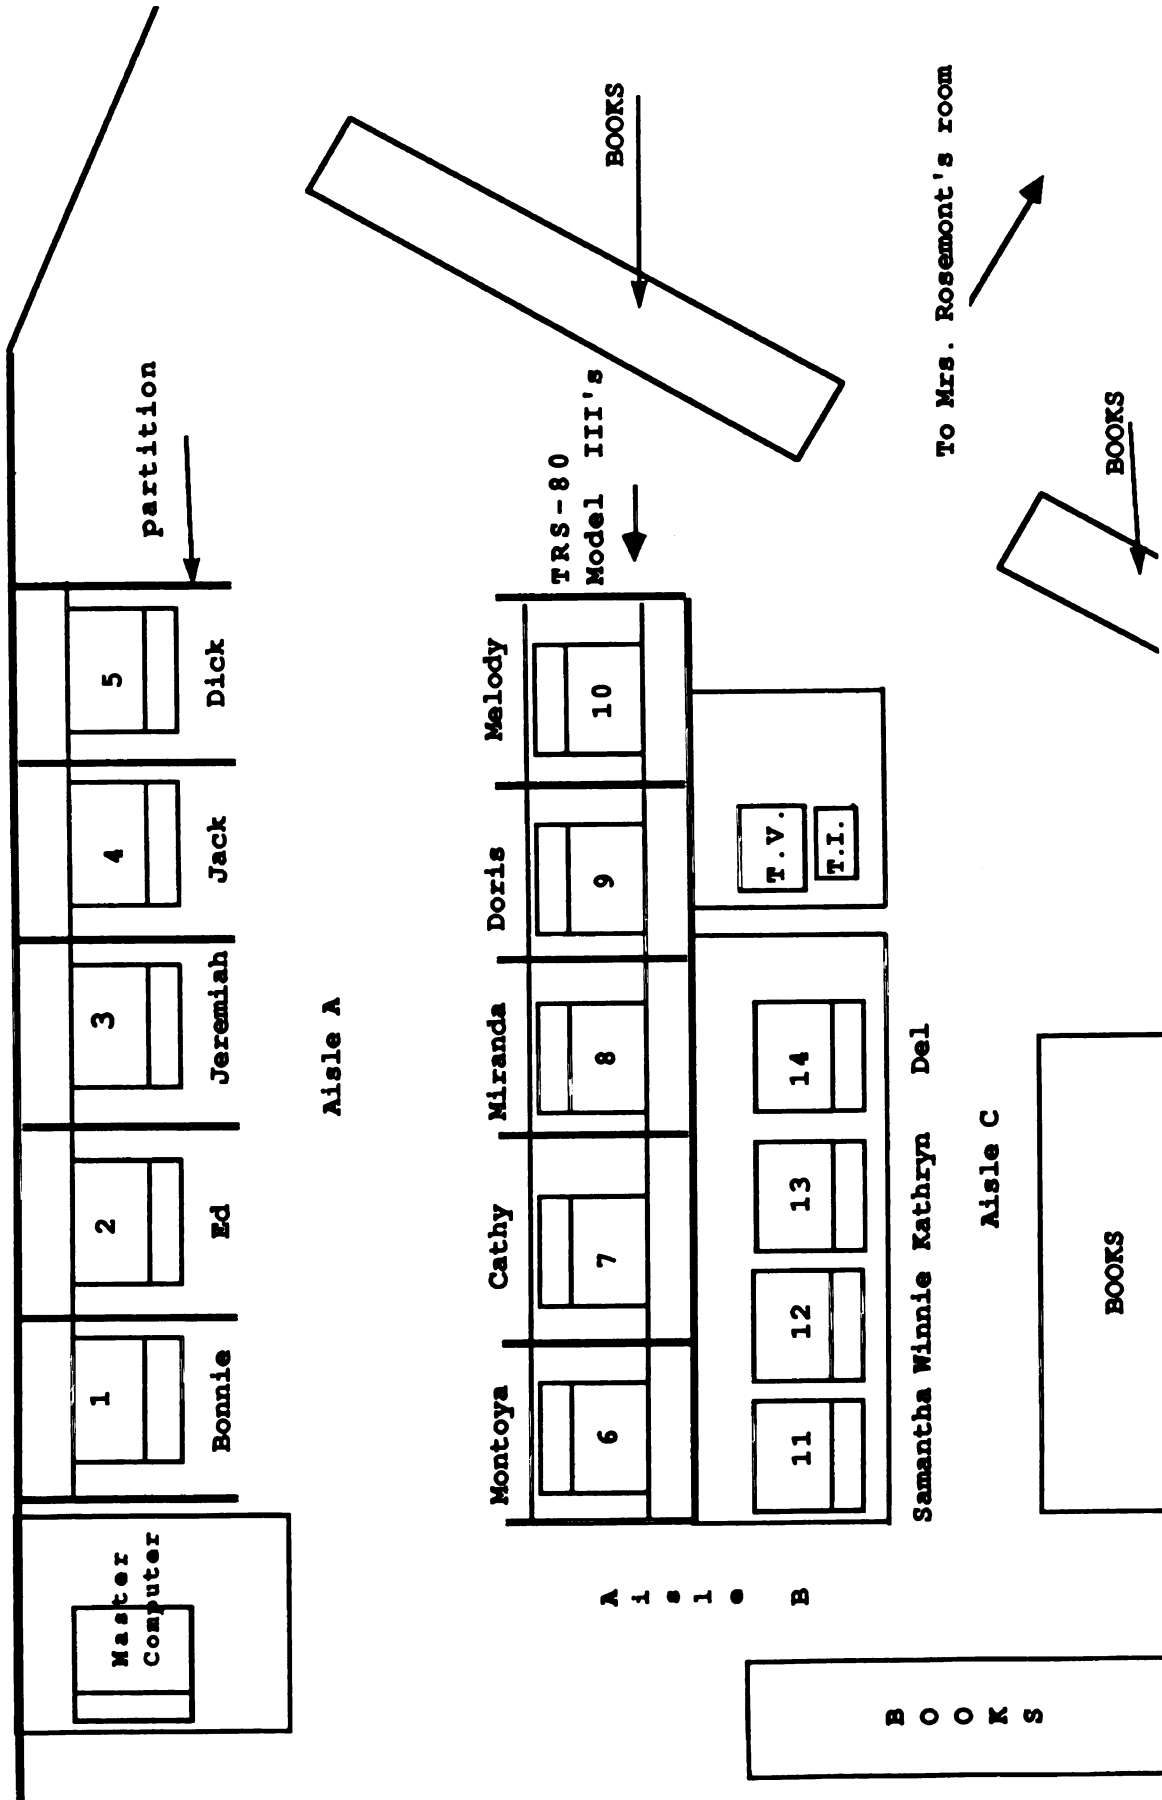 partition
Master
Computer
1
2
3
4
5
Bonnie
Ed
Jeremiah
Jack
Dick
Aisle A
BOOKS
Montoya
Cathy
Miranda
Doris
Melody
TRS-80
Model III's
6
7
8
9
10
Aisle B
T.V.
T.I.
11
12
13
14
Samantha Winnie Kathryn Del
To Mrs. Rosemont's room
Aisle C
BOOKS
BOOKS
BOOKS